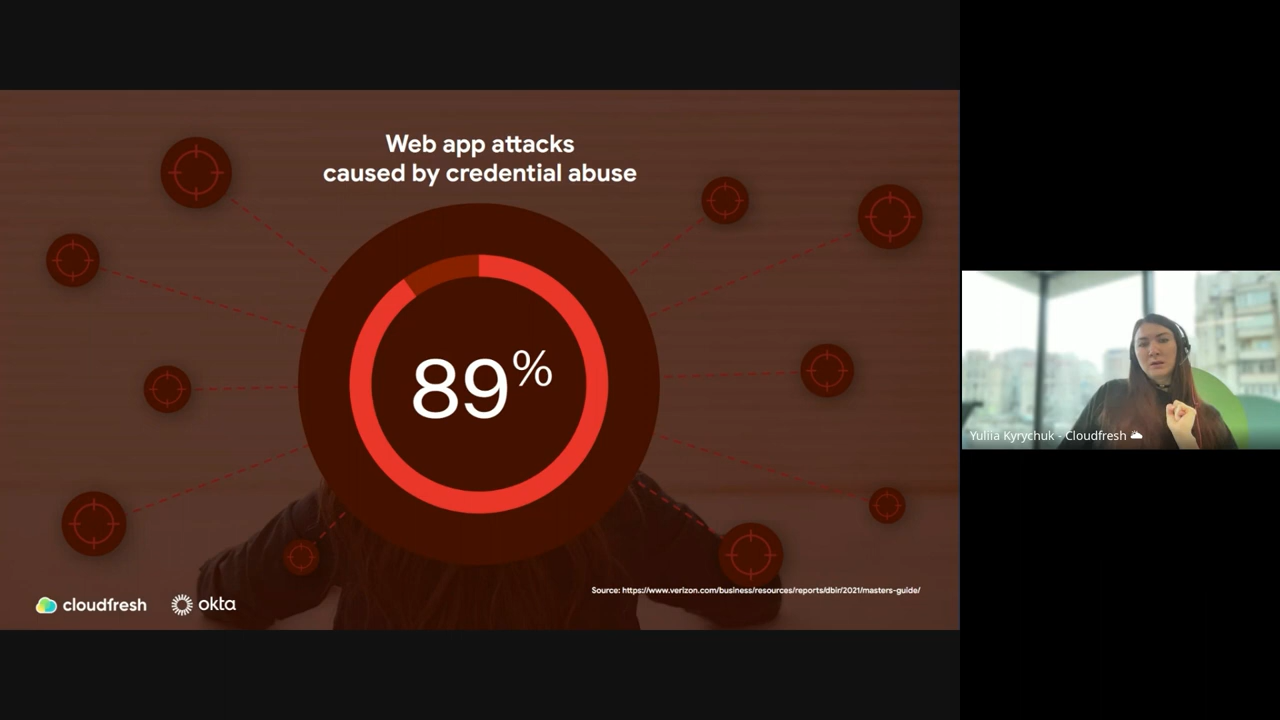 Web app attacks
caused by credential abuse
89%
Source: https://www.verizon.com/business/resources/reports/dbir/2021/masters-guide/
cloudfresh
okta
Yuliia Kyrychuk - Cloudfresh